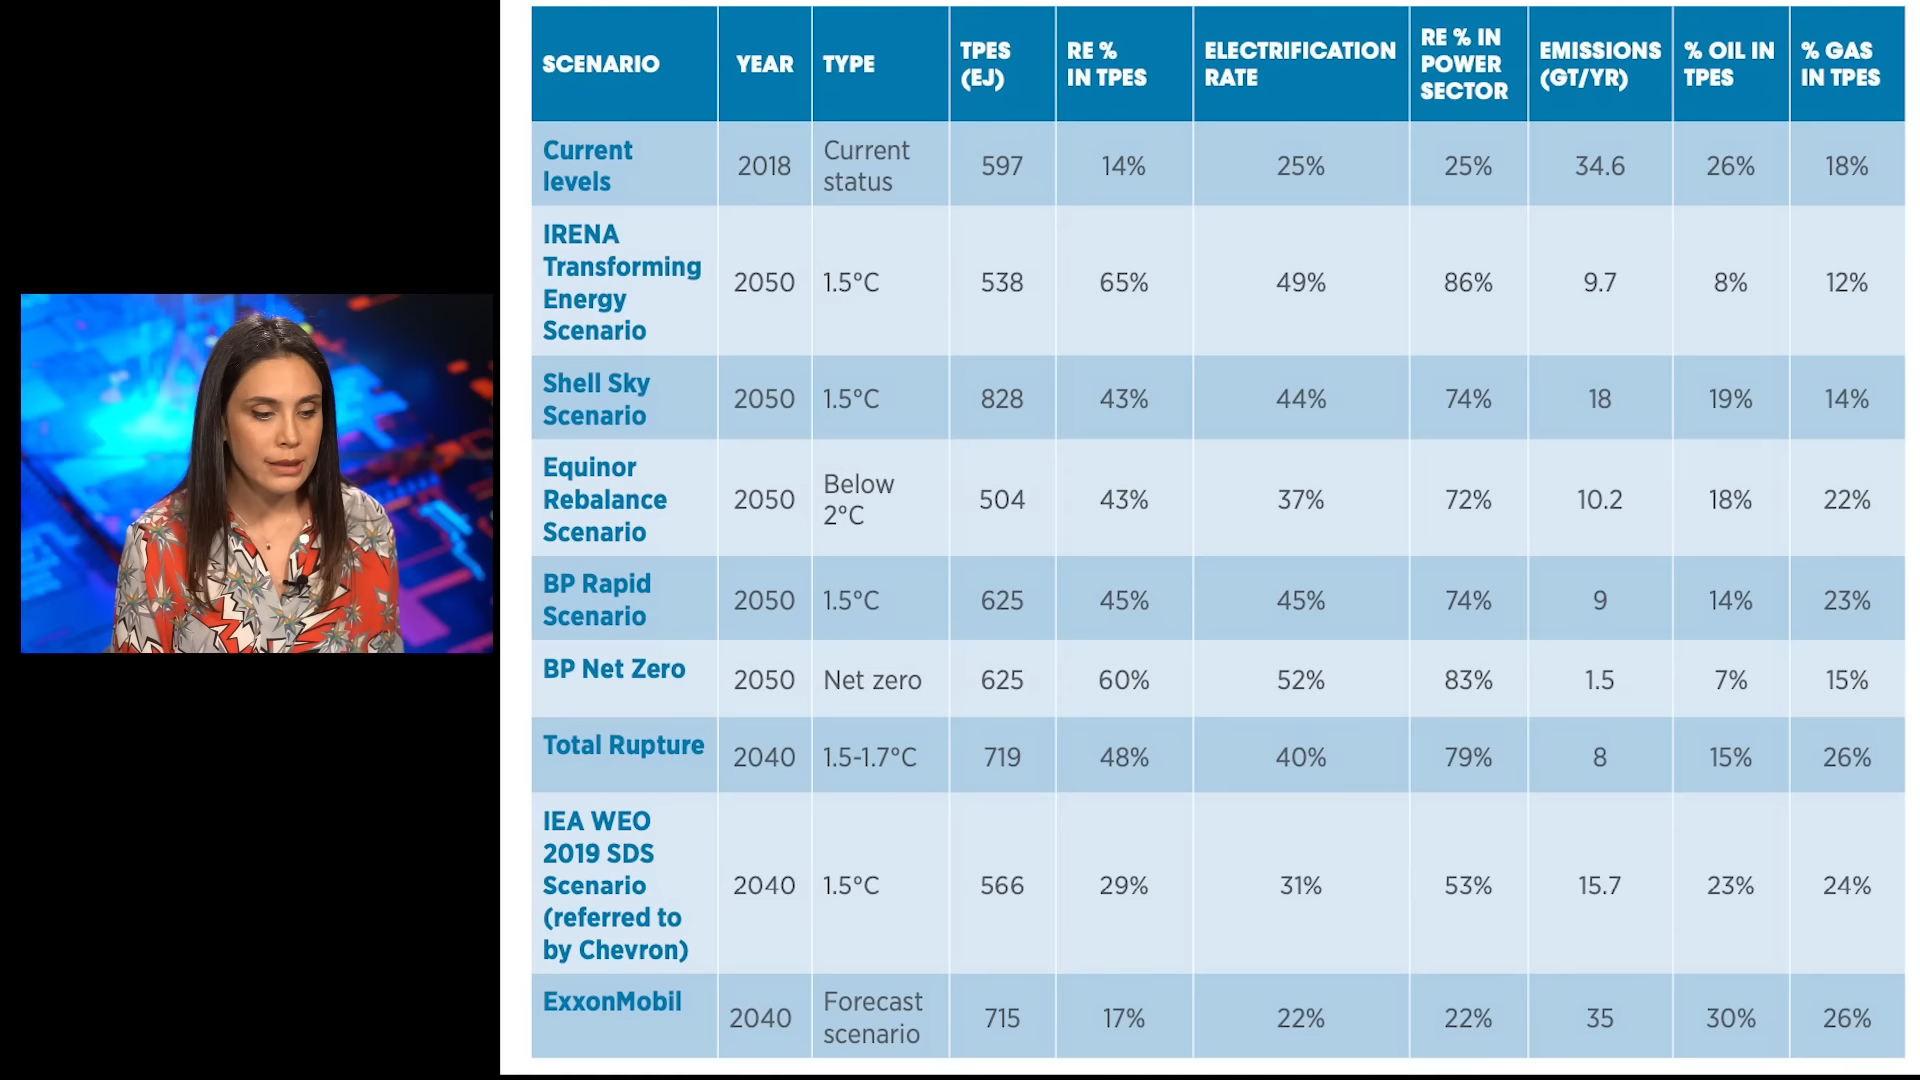 SCENARIO YEAR TYPE TPES (EJ) RE % IN TPES ELECTRIFICATION RATE RE % IN POWER SECTOR EMISSIONS (GT/YR) % OIL IN TPES % GAS IN TPES
Current levels 2018 Current status 597 14% 25% 25% 34.6 26% 18%
IRENA Transforming Energy Scenario 2050 1.5°C 538 65% 49% 86% 9.7 8% 12%
Shell Sky Scenario 2050 1.5°C 828 43% 44% 74% 18 19% 14%
Equinor Rebalance Scenario 2050 Below 2°C 504 43% 37% 72% 10.2 18% 22%
BP Rapid Scenario 2050 1.5°C 625 45% 45% 74% 9 14% 23%
BP Net Zero 2050 Net zero 625 60% 52% 83% 1.5 7% 15%
Total Rupture 2040 1.5-1.7°C 719 48% 40% 79% 8 15% 26%
IEA WEO 2019 SDS Scenario (referred to by Chevron) 2040 1.5°C 566 29% 31% 53% 15.7 23% 24%
ExxonMobil 2040 Forecast scenario 715 17% 22% 22% 35 30% 26%